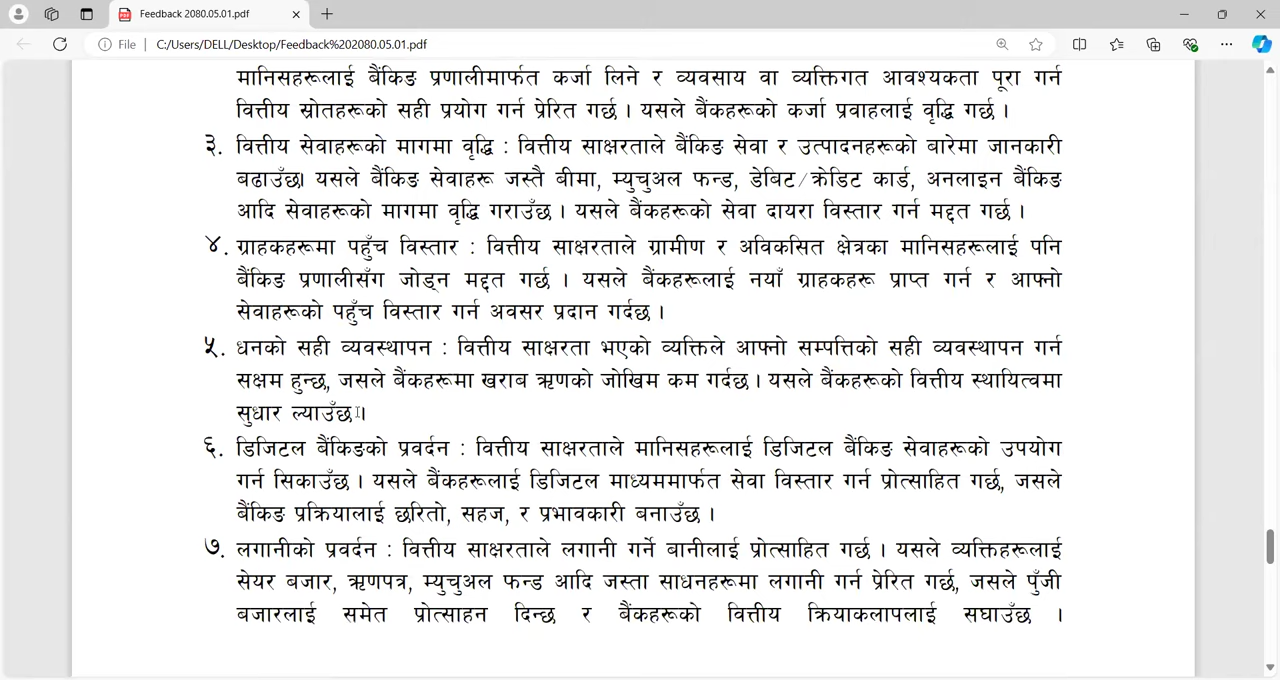 Feedback 2080.05.01.pdf
File C:/Users/DELL/Desktop/Feedback%202080.05.01.pdf
मानिसहरूलाई बैंकिङ प्रणालीमार्फत कर्जा लिने र व्यवसाय वा व्यक्तिगत आवश्यकता पूरा गर्न
वित्तीय स्रोतहरूको सही प्रयोग गर्न प्रेरित गर्छ । यसले बैंकहरूको कर्जा प्रवाहलाई वृद्धि गर्छ ।
३. वित्तीय सेवाहरूको मागमा वृद्धि : वित्तीय साक्षरताले बैंकिङ सेवा र उत्पादनहरूको बारेमा जानकारी
बढाउँछ। यसले बैंकिङ सेवाहरू जस्तै बीमा, म्युचुअल फन्ड, डेबिट/क्रेडिट कार्ड, अनलाइन बैंकिङ
आदि सेवाहरूको मागमा वृद्धि गराउँछ । यसले बैंकहरूको सेवा दायरा विस्तार गर्न मद्दत गर्छ ।
४. ग्राहकहरूमा पहुँच विस्तार : वित्तीय साक्षरताले ग्रामीण र अविकसित क्षेत्रका मानिसहरूलाई पनि
बैंकिङ प्रणालीसँग जोड्न मद्दत गर्छ । यसले बैंकहरूलाई नयाँ ग्राहकहरू प्राप्त गर्न र आफ्नो
सेवाहरूको पहुँच विस्तार गर्न अवसर प्रदान गर्दछ ।
५. धनको सही व्यवस्थापन : वित्तीय साक्षरता भएको व्यक्तिले आफ्नो सम्पत्तिको सही व्यवस्थापन गर्न
सक्षम हुन्छ, जसले बैंकहरूमा खराब ऋणको जोखिम कम गर्दछ । यसले बैंकहरूको वित्तीय स्थायित्वमा
सुधार ल्याउँछ ।
६. डिजिटल बैंकिङको प्रवर्दन : वित्तीय साक्षरताले मानिसहरूलाई डिजिटल बैंकिङ सेवाहरूको उपयोग
गर्न सिकाउँछ । यसले बैंकहरूलाई डिजिटल माध्यममार्फत सेवा विस्तार गर्न प्रोत्साहित गर्छ, जसले
बैंकिङ प्रक्रियालाई छरितो, सहज, र प्रभावकारी बनाउँछ ।
७. लगानीको प्रवर्दन : वित्तीय साक्षरताले लगानी गर्ने बानीलाई प्रोत्साहित गर्छ । यसले व्यक्तिहरूलाई
सेयर बजार, ऋणपत्र, म्युचुअल फन्ड आदि जस्ता साधनहरूमा लगानी गर्न प्रेरित गर्छ, जसले पुँजी
बजारलाई समेत प्रोत्साहन दिन्छ र बैंकहरूको वित्तीय क्रियाकलापलाई सघाउँछ ।